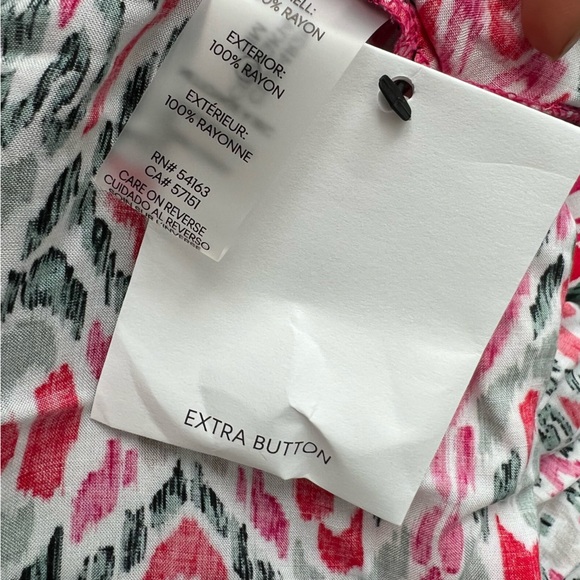 ELL:
100% RAYON
EXTERIOR:
100% RAYON
EXTÉRIEUR:
100% RAYONNE
RN# 54163
CA# 57151
CARE ON REVERSE
CUIDADO AL REVERSO
EXTRA BUTTON